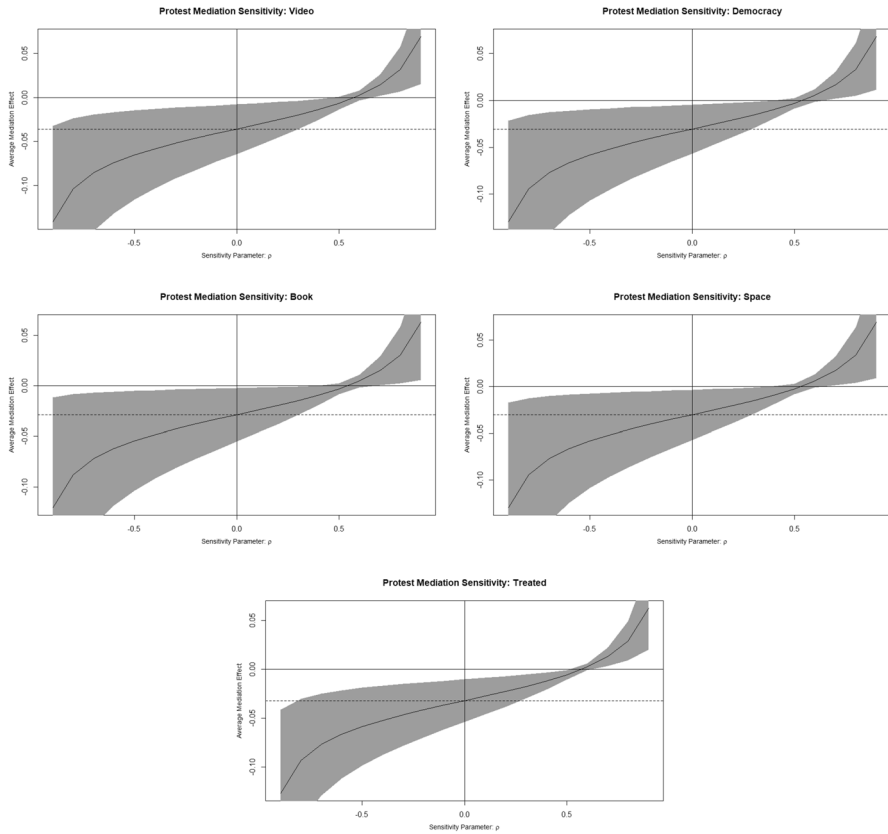 Protest Mediation Sensitivity: Video
Average Mediation Effect
0.05
0.00
-0.05
-0.10
-0.5
0.0
0.5
Sensitivity Parameter: ρ
Protest Mediation Sensitivity: Democracy
Average Mediation Effect
0.05
0.00
-0.05
-0.10
-0.5
0.0
0.5
Sensitivity Parameter: ρ
Protest Mediation Sensitivity: Book
Average Mediation Effect
0.05
0.00
-0.05
-0.10
-0.5
0.0
0.5
Sensitivity Parameter: ρ
Protest Mediation Sensitivity: Space
Average Mediation Effect
0.05
0.00
-0.05
-0.10
-0.5
0.0
0.5
Sensitivity Parameter: ρ
Protest Mediation Sensitivity: Treated
Average Mediation Effect
0.05
0.00
-0.05
-0.10
-0.5
0.0
0.5
Sensitivity Parameter: ρ